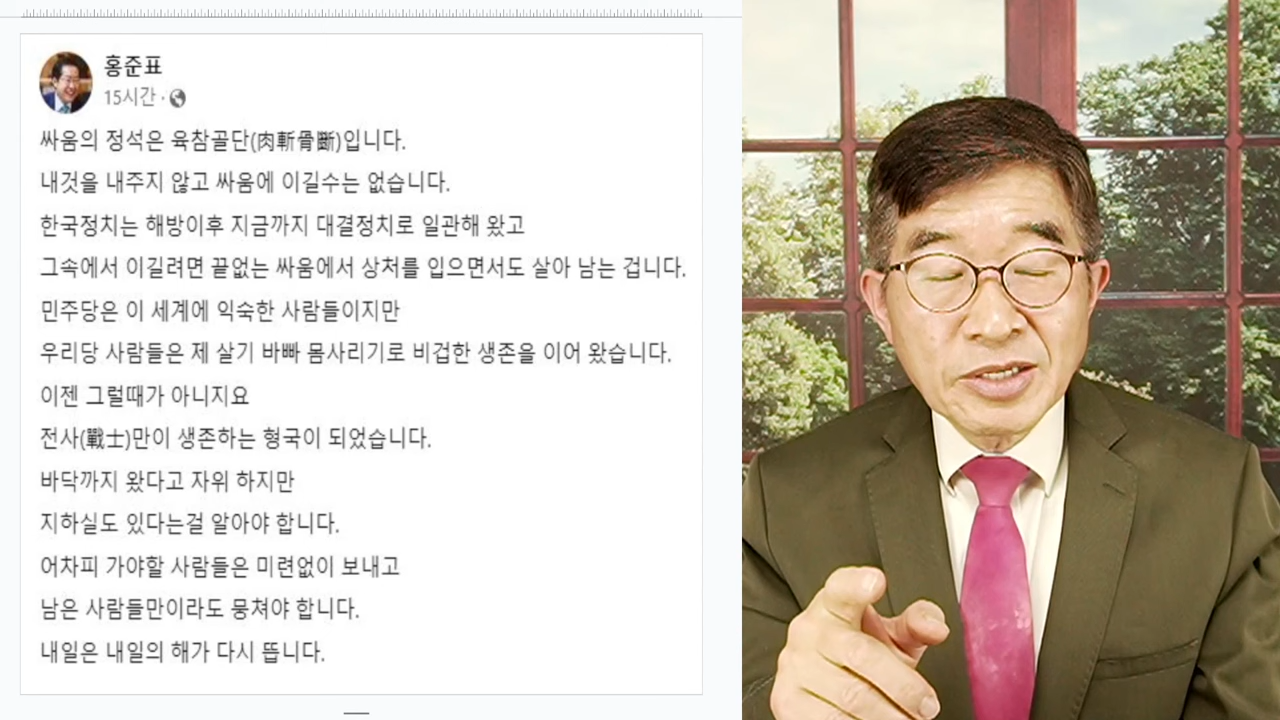 홍준표
15시간 ·
싸움의 정석은 육참골단(肉斬骨斷)입니다.
내것을 내주지 않고 싸움에 이길수는 없습니다.
한국정치는 해방이후 지금까지 대결정치로 일관해 왔고
그속에서 이길려면 끝없는 싸움에서 상처를 입으면서도 살아 남는 겁니다.
민주당은 이 세계에 익숙한 사람들이지만
우리당 사람들은 제 살기 바빠 몸사리기로 비겁한 생존을 이어 왔습니다.
이젠 그럴때가 아니지요
전사(戰士)만이 생존하는 형국이 되었습니다.
바닥까지 왔다고 자위 하지만
지하실도 있다는걸 알아야 합니다.
어차피 가야할 사람들은 미련없이 보내고
남은 사람들만이라도 뭉쳐야 합니다.
내일은 내일의 해가 다시 뜹니다.